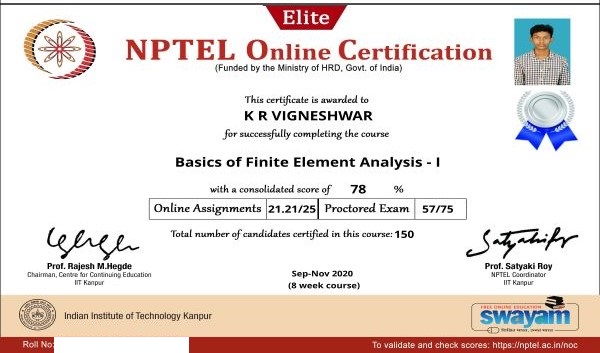 Elite
NPTEL Online Certification
(Funded by the Ministry of HRD, Govt. of India)
This certificate is awarded to
K R VIGNESHWAR
for successfully completing the course
Basics of Finite Element Analysis - I
with a consolidated score of 78 %
Online Assignments 21.21/25 Proctored Exam 57/75
Total number of candidates certified in this course: 150
Prof. Rajesh M.Hegde
Chairman, Centre for Continuing Education
IIT Kanpur
Sep-Nov 2020
(8 week course)
Prof. Satyaki Roy
NPTEL Coordinator
IIT Kanpur
Indian Institute of Technology Kanpur
FREE ONLINE EDUCATION
swayam
शिक्षित भारत, उन्नत भारत
Roll No:
To validate and check scores: https://nptel.ac.in/noc